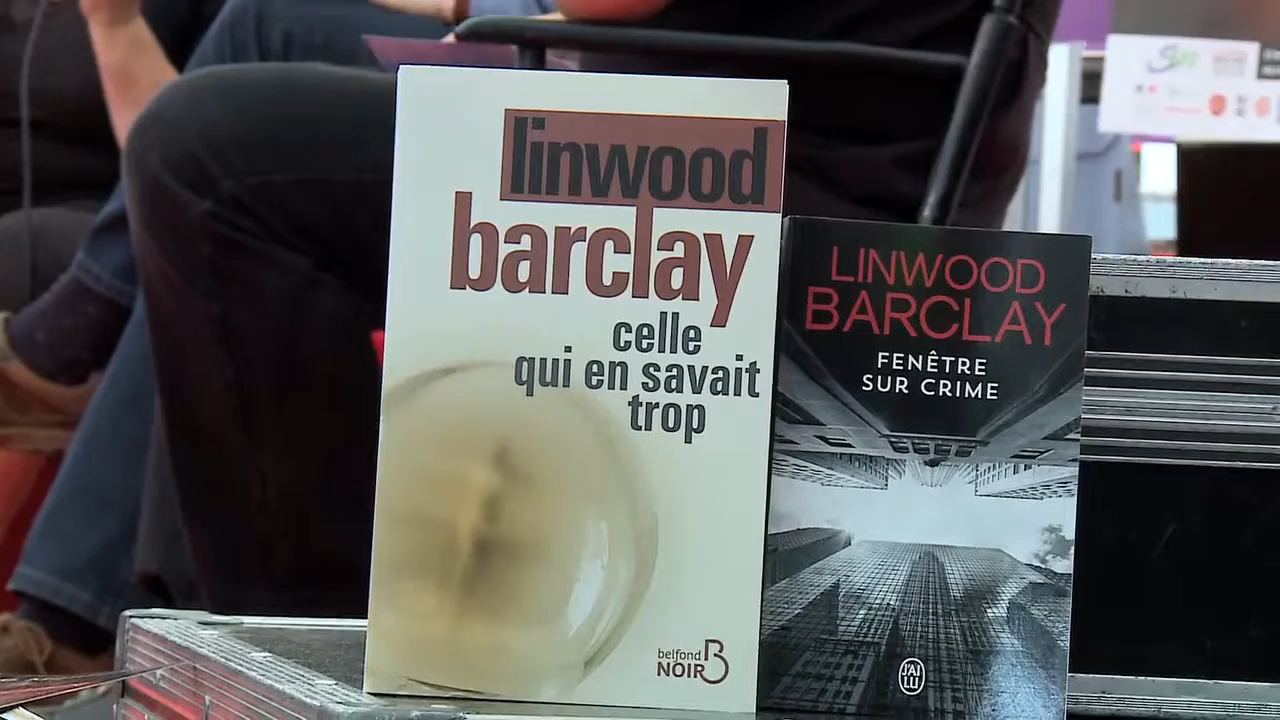 linwood
barclay
celle
qui en savait
trop
belfond
NOIR
LINWOOD
BARCLAY
FENÊTRE
SUR CRIME
J'AI
LU